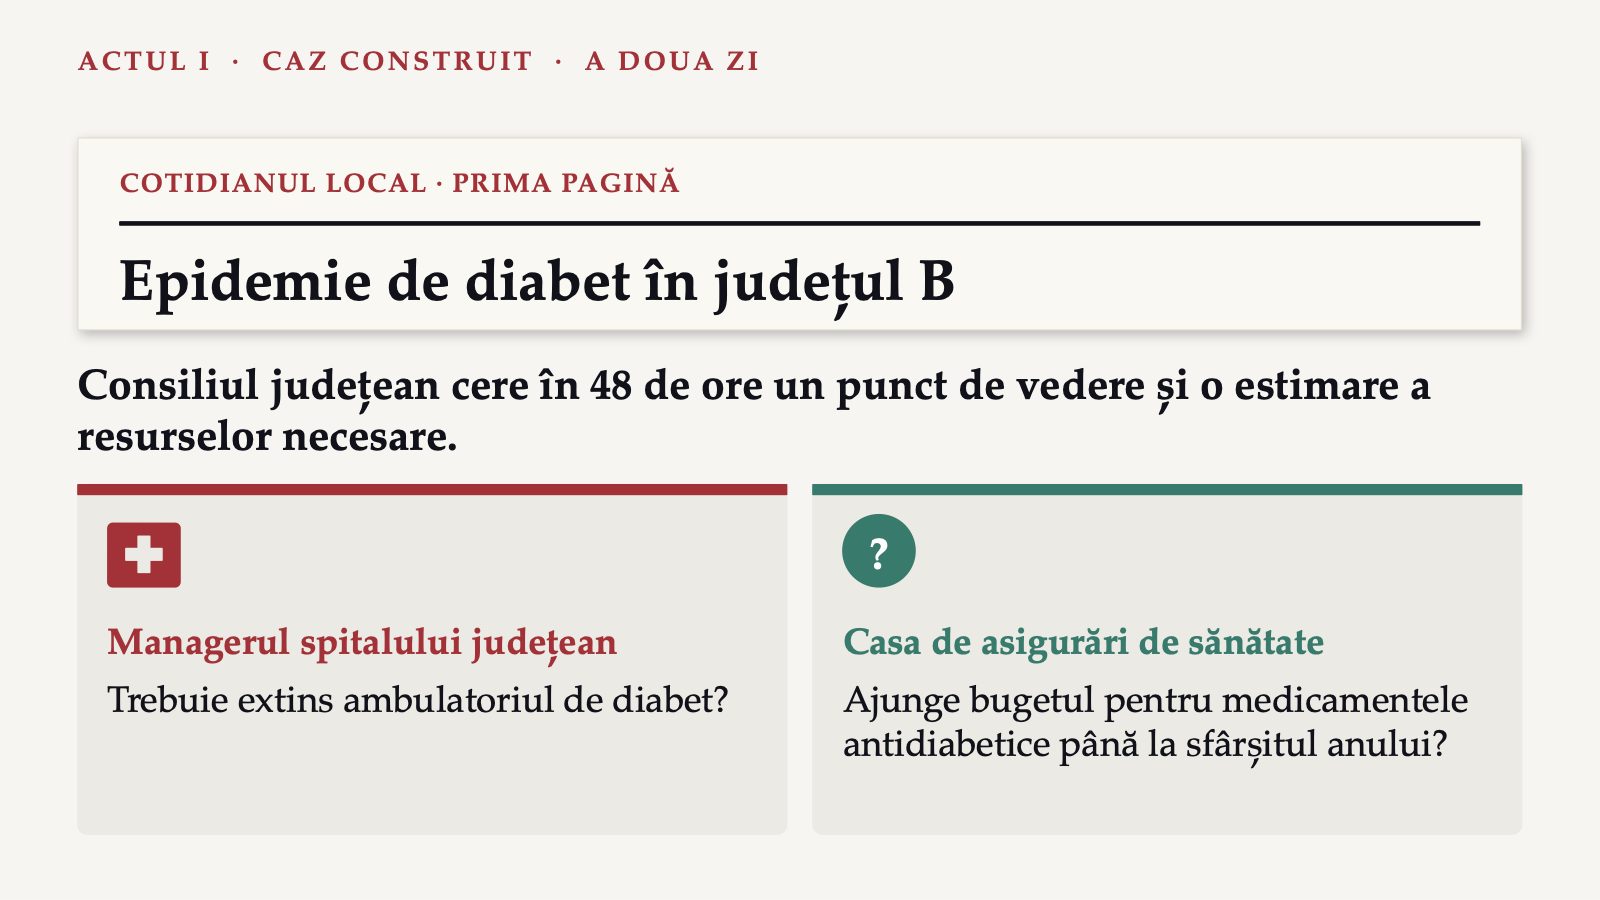 ACTUL I · CAZ CONSTRUIT · A DOUA ZI
COTIDIANUL LOCAL · PRIMA PAGINĂ
Epidemie de diabet în județul B
Consiliul județean cere în 48 de ore un punct de vedere și o estimare a
resurselor necesare.
Managerul spitalului județean
Trebuie extins ambulatoriul de diabet?
?
Casa de asigurări de sănătate
Ajunge bugetul pentru medicamentele
antidiabetice până la sfârșitul anului?